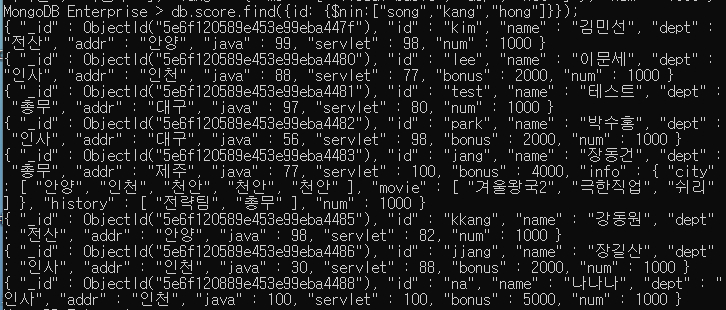 MongoDB Enterprise > db.score.find({id: {$nin:["song","kang","hong"]}});
{ "_id" : ObjectId("5e6f120589e453e99eba447f"), "id" : "kim", "name" : "김민선", "dept" :
"전산", "addr" : "안양", "java" : 99, "servlet" : 98, "num" : 1000 }
{ "_id" : ObjectId("5e6f120589e453e99eba4480"), "id" : "lee", "name" : "이문세", "dept" :
"인사", "addr" : "인천", "java" : 88, "servlet" : 77, "bonus" : 2000, "num" : 1000 }
{ "_id" : ObjectId("5e6f120589e453e99eba4481"), "id" : "test", "name" : "테스트", "dept" :
"총무", "addr" : "대구", "java" : 97, "servlet" : 80, "num" : 1000 }
{ "_id" : ObjectId("5e6f120589e453e99eba4482"), "id" : "park", "name" : "박수홍", "dept" :
"인사", "addr" : "대구", "java" : 56, "servlet" : 98, "bonus" : 2000, "num" : 1000 }
{ "_id" : ObjectId("5e6f120589e453e99eba4483"), "id" : "jang", "name" : "장동건", "dept" :
"총무", "addr" : "제주", "java" : 77, "servlet" : 100, "bonus" : 4000, "info" : { "city"
: [ "안양", "인천", "천안", "천안", "천안" ], "movie" : [ "겨울왕국2", "극한직업", "쉬리"
] }, "history" : [ "전략팀", "총무" ], "num" : 1000 }
{ "_id" : ObjectId("5e6f120589e453e99eba4485"), "id" : "kkang", "name" : "강동원", "dept"
: "전산", "addr" : "안양", "java" : 98, "servlet" : 82, "num" : 1000 }
{ "_id" : ObjectId("5e6f120589e453e99eba4486"), "id" : "jjang", "name" : "장길산", "dept"
: "인사", "addr" : "인천", "java" : 30, "servlet" : 88, "bonus" : 2000, "num" : 1000 }
{ "_id" : ObjectId("5e6f120889e453e99eba4488"), "id" : "na", "name" : "나나나", "dept" : "
인사", "addr" : "인천", "java" : 100, "servlet" : 100, "bonus" : 5000, "num" : 1000 }